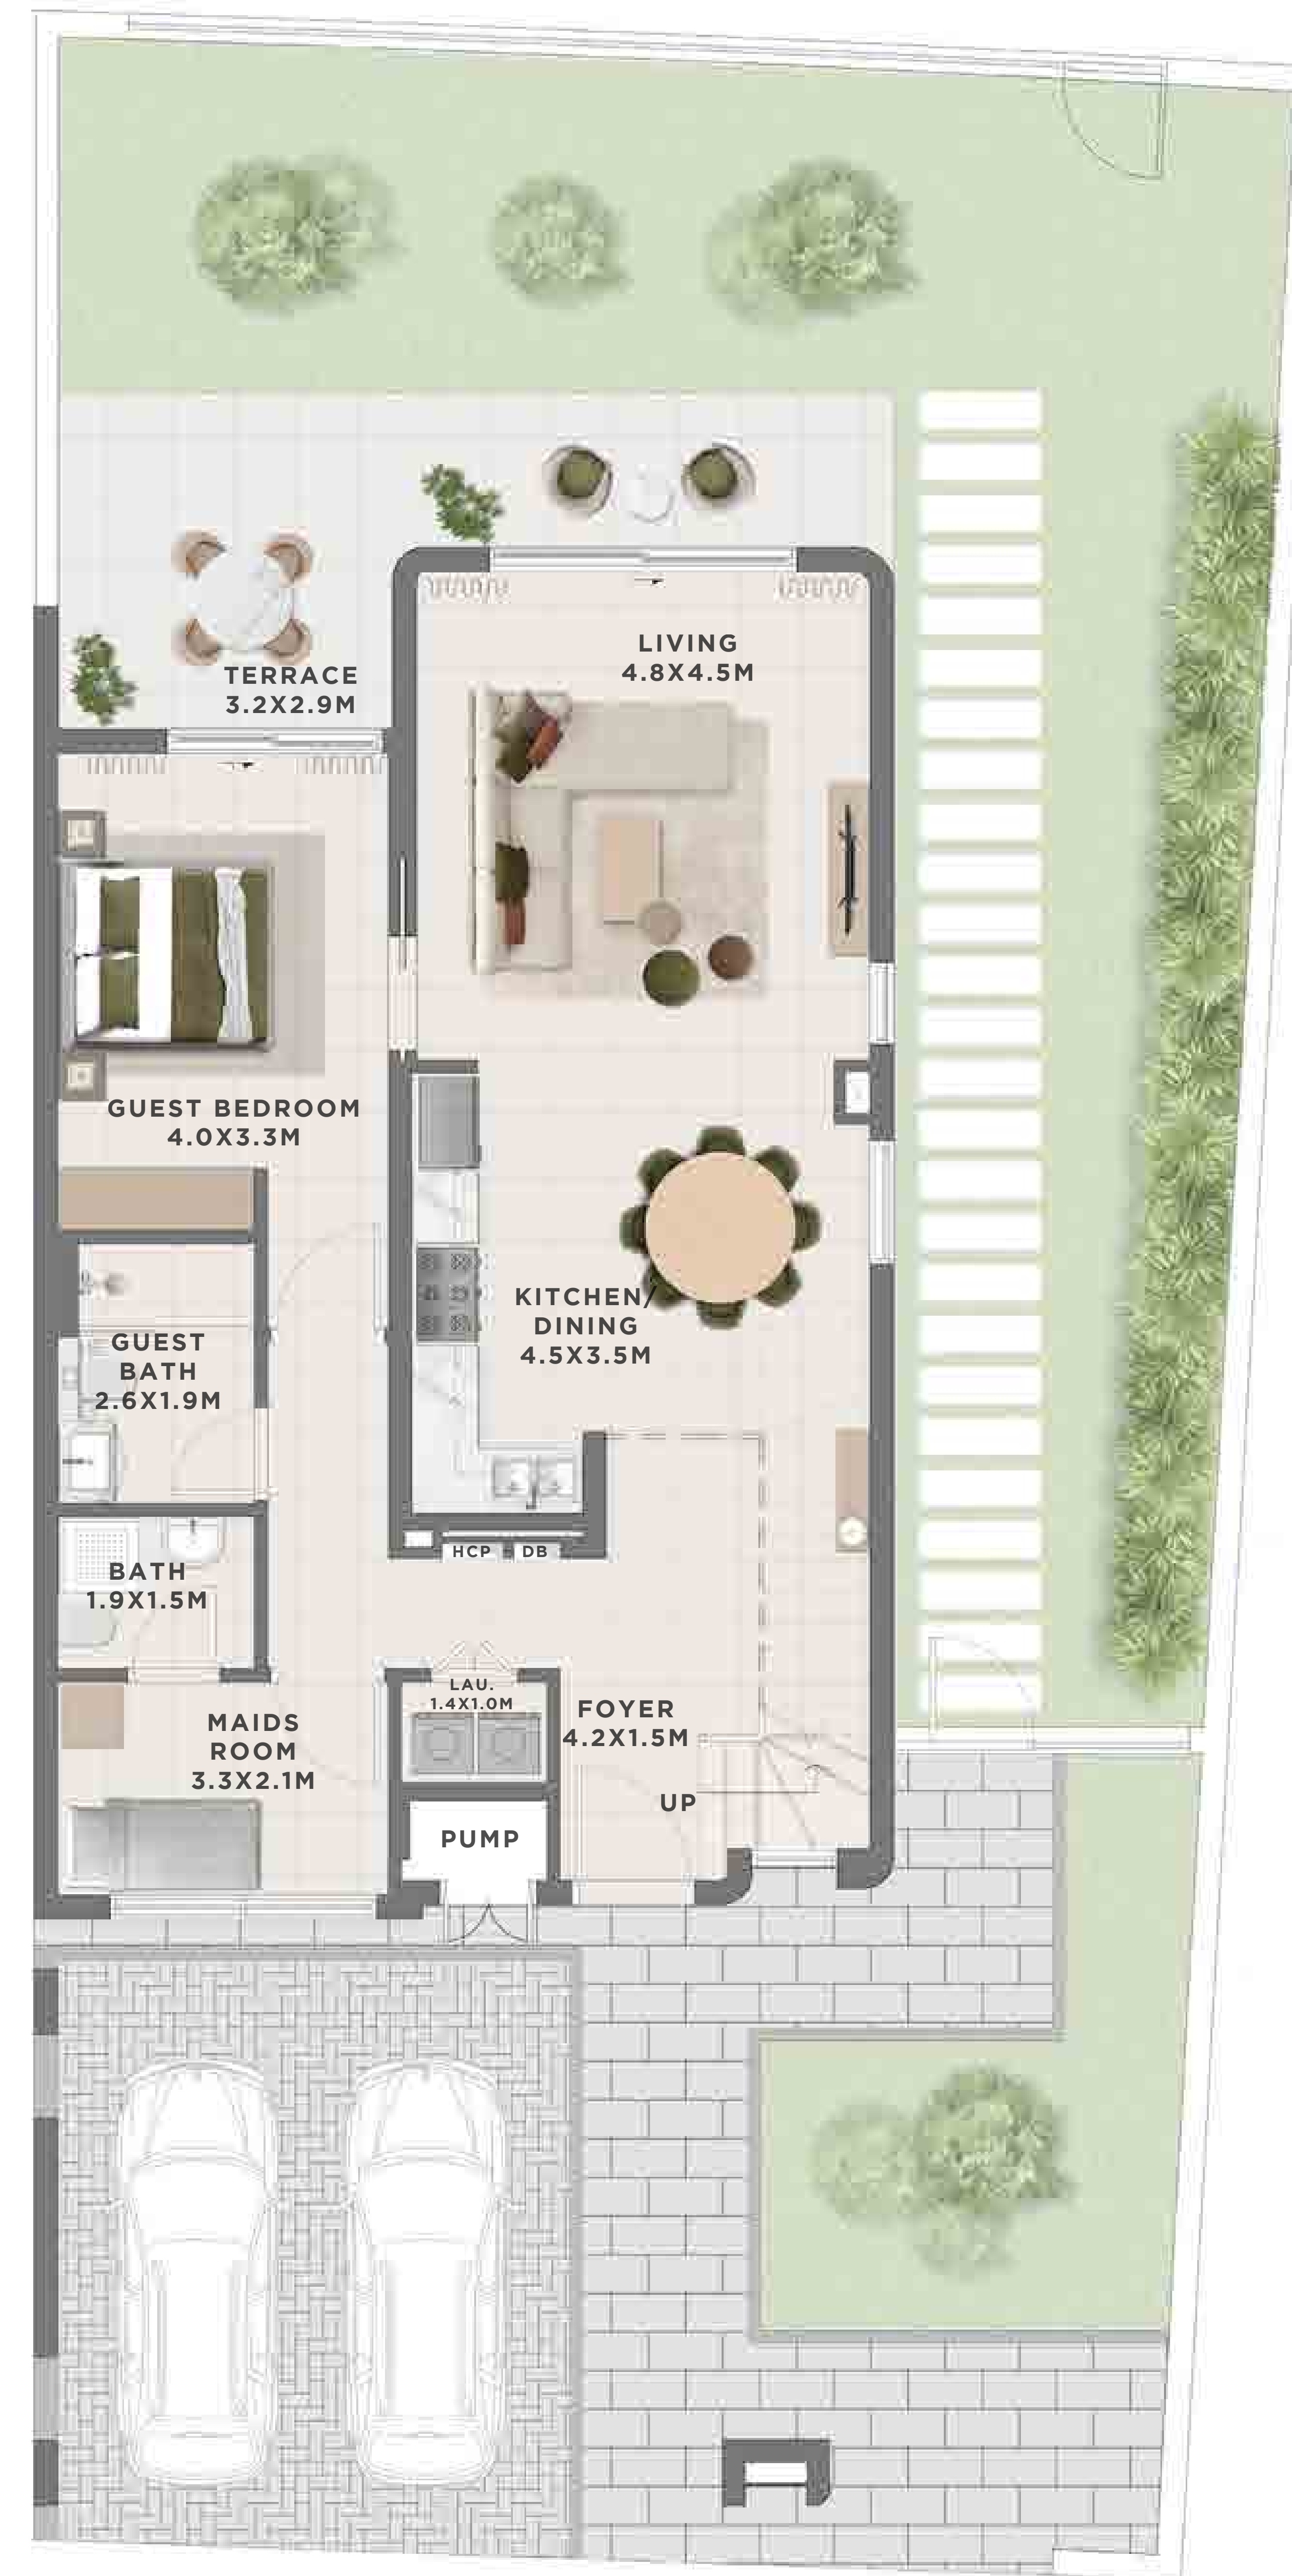 LIVING
4.8X4.5M
TERRACE
3.2X2.9M
GUEST BEDROOM
4.0X3.3M
KITCHEN/
DINING
4.5X3.5M
GUEST
BATH
2.6X1.9M
HCP
DB
BATH
1.9X1.5M
LAU.
1.4X1.0M
FOYER
4.2X1.5M
MAIDS
ROOM
3.3X2.1M
UP
PUMP